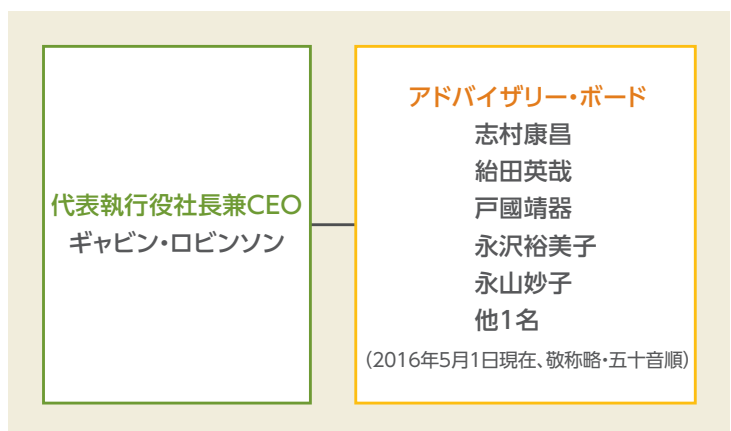 代表執行役社長兼CEO
ギャビン・ロビンソン
アドバイザリー・ボード
志村康昌
給田英哉
戸國靖器
永沢裕美子
永山妙子
他1名
(2016年5月1日現在、敬称略・五十音順)